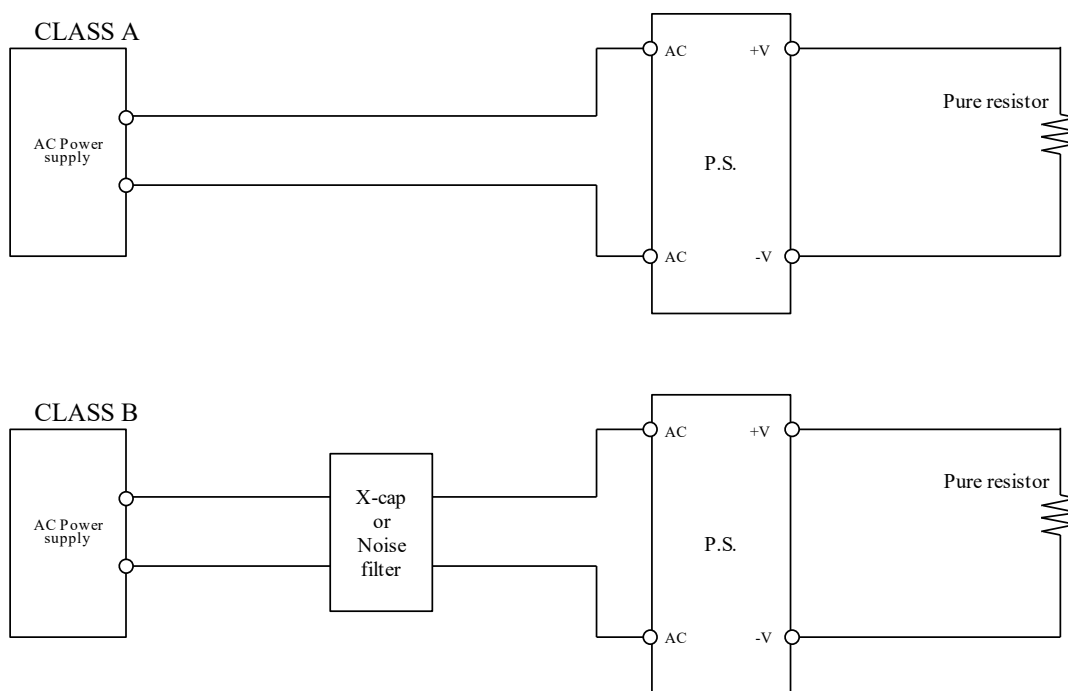 CLASS A
AC Power
supply
AC
+V
Pure resistor
P.S.
AC
-V
CLASS B
AC Power
supply
X-cap
or
Noise
filter
AC
+V
Pure resistor
P.S.
AC
-V